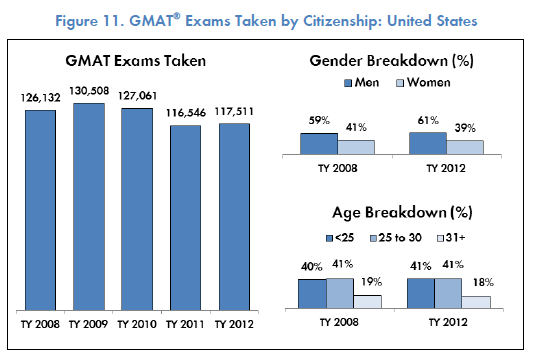 Figure 11. GMAT® Exams Taken by Citizenship: United States
GMAT Exams Taken
126,132 130,508 127,061 116,546 117,511
TY 2008 TY 2009 TY 2010 TY 2011 TY 2012
Gender Breakdown (%)
Men Women
59% 41% 61% 39%
TY 2008 TY 2012
Age Breakdown (%)
<25 25 to 30 31+
40% 41% 19% 41% 41% 18%
TY 2008 TY 2012